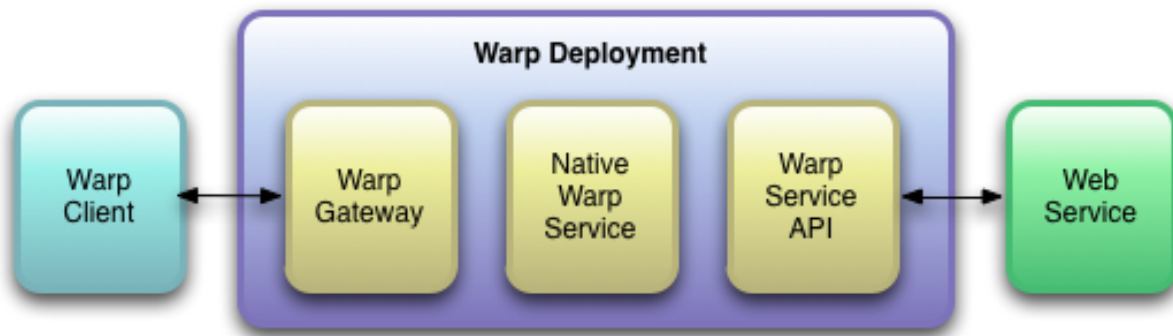 Warp Deployment
Warp
Client
Warp
Gateway
Native
Warp
Service
Warp
Service
API
Web
Service